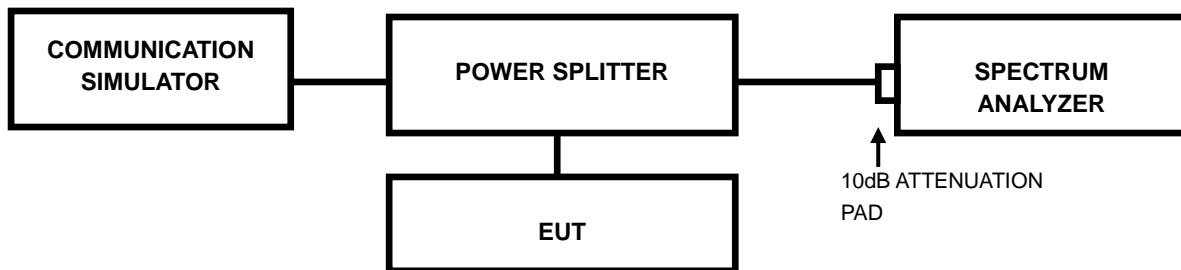 COMMUNICATION
SIMULATOR
POWER SPLITTER
SPECTRUM
ANALYZER
10dB ATTENUATION
PAD
EUT